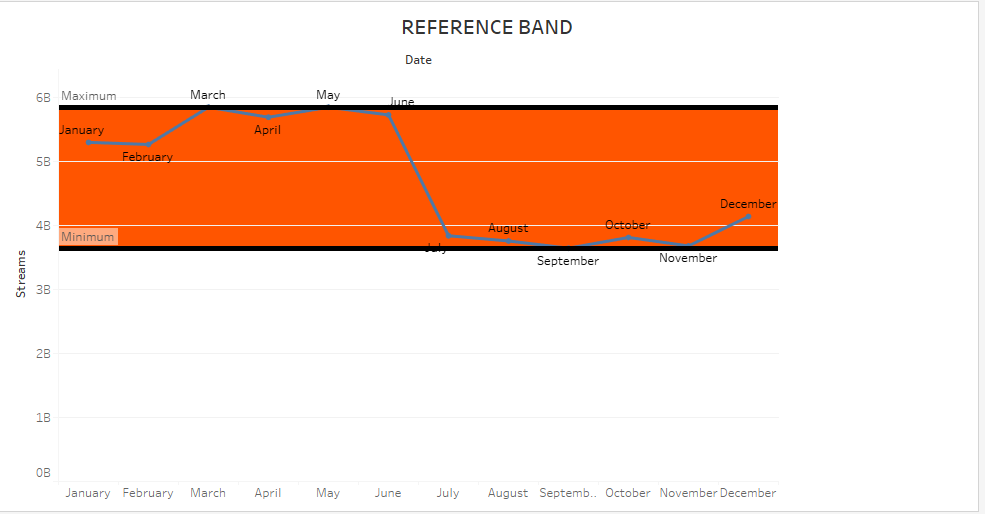 REFERENCE BAND
Date
6B
Maximum
March
May
June
January
April
February
5B
4B
Minimum
December
October
August
July
September
November
Streams
3B
2B
1B
0B
January February March April May June July August Septemb.. October November December